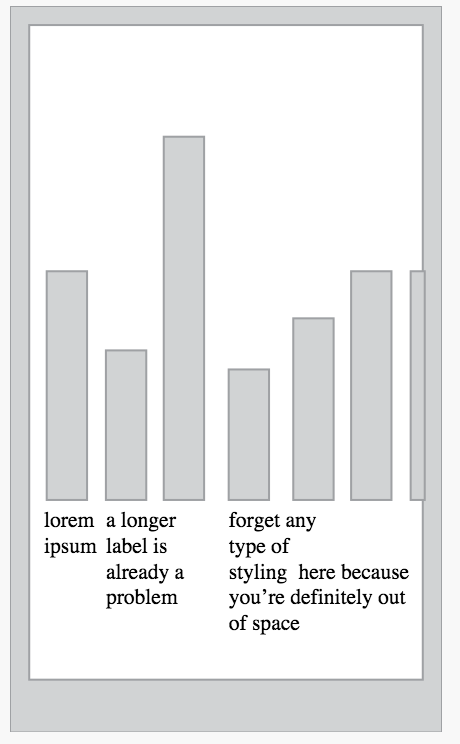 lorem
ipsum
a longer
label is
already a
problem
forget any
type of
styling  here because
you’re definitely out
of space